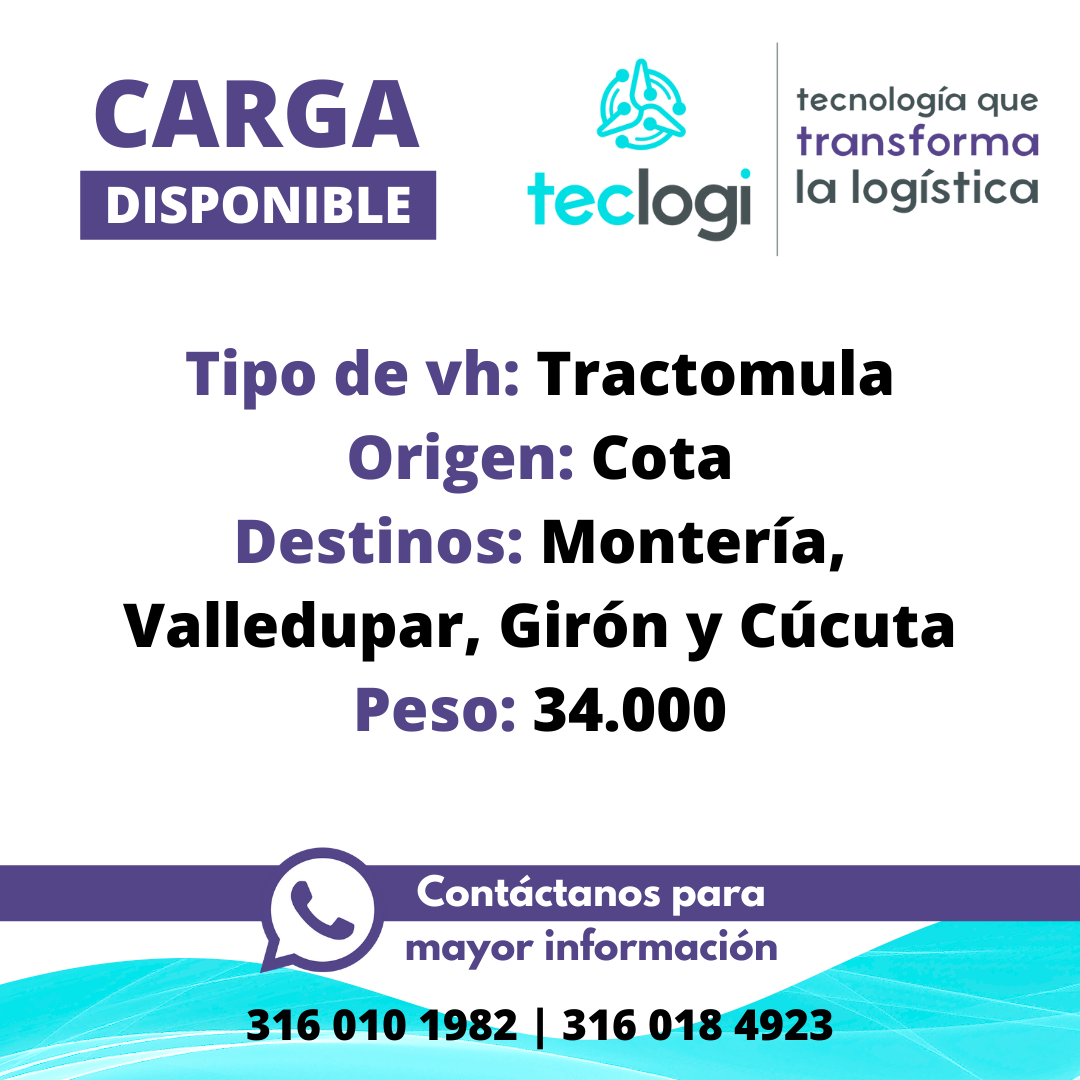 CARGA
DISPONIBLE
teclogi
tecnología que
transforma
la logística
Tipo de vh: Tractomula
Origen: Cota
Destinos: Montería,
Valledupar, Girón y Cúcuta
Peso: 34.000
Contáctanos para
mayor información
316 010 1982 | 316 018 4923